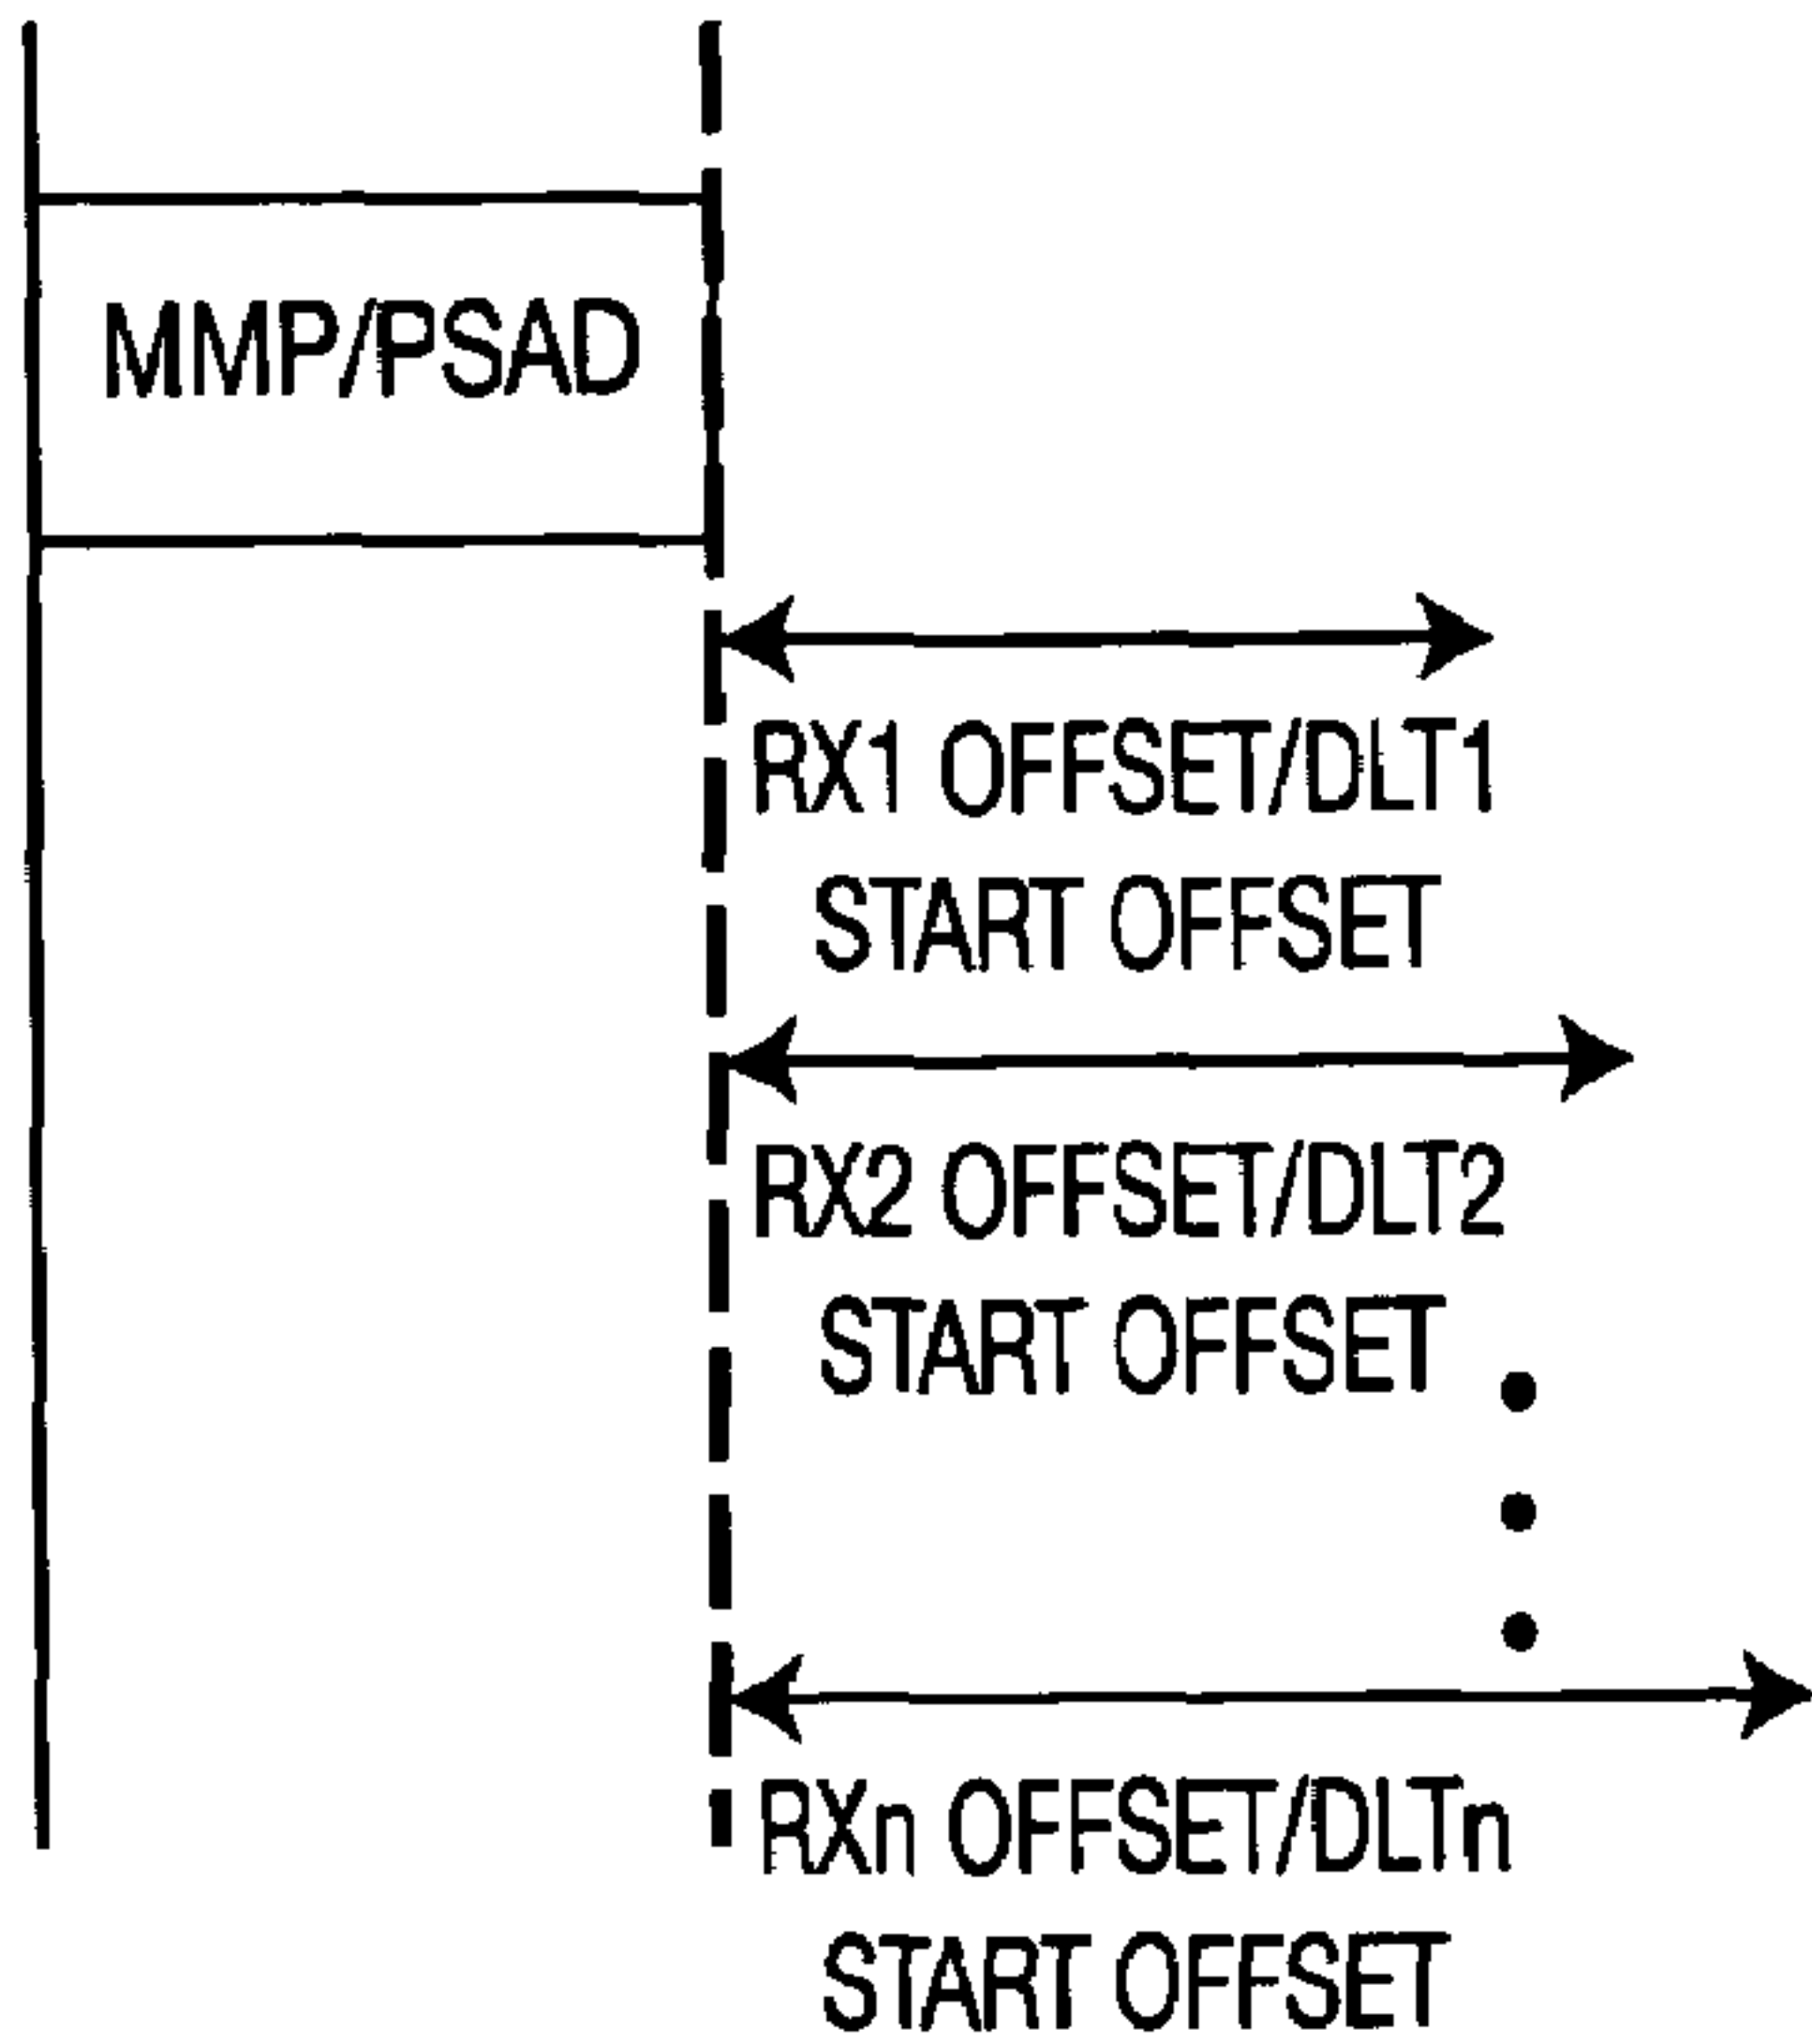 MMP/PSAD
RX1 OFFSET/DLT1
START OFFSET
RX2 OFFSET/DLT2
START OFFSET
RXn OFFSET/DLTn
START OFFSET